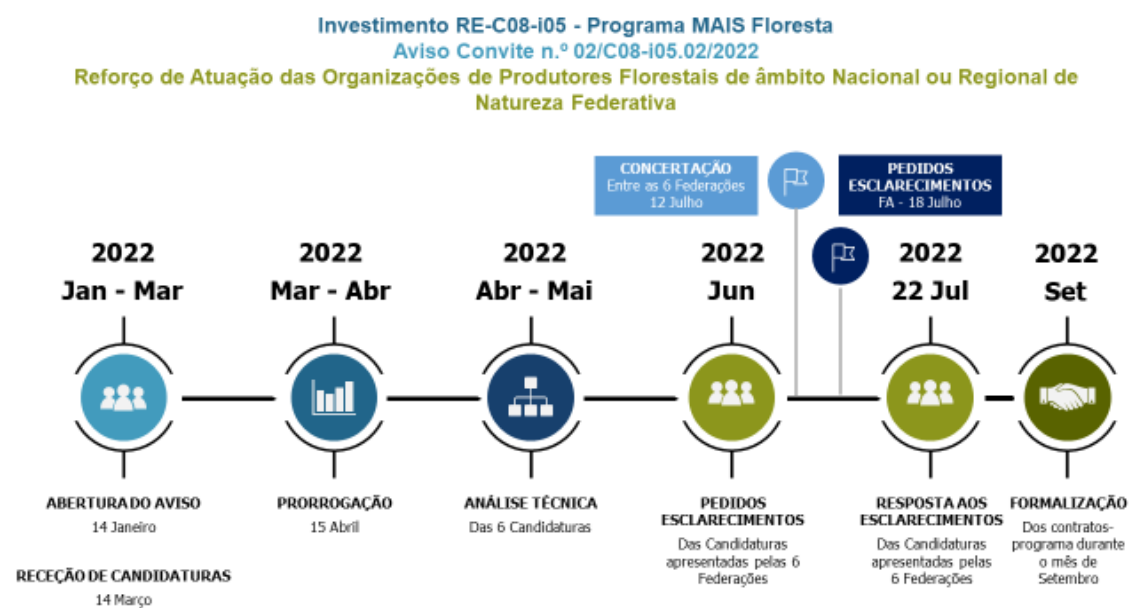 Investimento RE-C08-i05 - Programa MAIS Floresta
Aviso Convite n.º 02/C08-i05.02/2022
Reforço de Atuação das Organizações de Produtores Florestais de âmbito Nacional ou Regional de
Natureza Federativa
CONCERTAÇÃO
Entre as 6 Federações
12 Julho
PEDIDOS
ESCLARECIMENTOS
FA - 18 Julho
2022
Jan - Mar
2022
Mar - Abr
2022
Abr - Mai
2022
Jun
2022
22 Jul
2022
Set
ABERTURA DO AVISO
14 Janeiro
RECEÇÃO DE CANDIDATURAS
14 Março
PRORROGAÇÃO
15 Abril
ANÁLISE TÉCNICA
Das 6 Candidaturas
PEDIDOS
ESCLARECIMENTOS
Das Candidaturas
apresentadas pelas 6
Federações
RESPOSTA AOS
ESCLARECIMENTOS
Das Candidaturas
apresentadas pelas
6 Federações
FORMALIZAÇÃO
Dos contratos-
programa durante
o mês de
Setembro